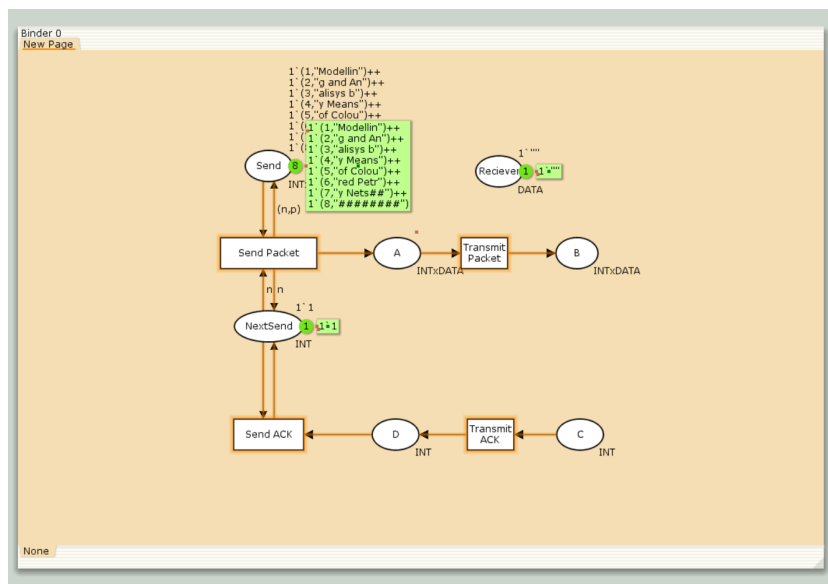 Binder 0
New Page
1`(1,"Modellin")++
1`(2,"g and An")++
1`(3,"alisys b")++
1`(4,"y Means")++
1`(5,"of Colou")++
1`(
1`(
1`(1,"Modellin")++
1`(2,"g and An")++
1`(3,"alisys b")++
1`(4,"y Means")++
1`(5,"of Colou")++
1`(6,"red Petr")++
1`(7,"y Nets##")++
1`(8,"########")
Send
8
INTx
1`""
Reciever
1
1`""
DATA
(n,p)
Send Packet
A
INTxDATA
Transmit
Packet
B
INTxDATA
n n
1`1
NextSend
1
1`1
INT
Send ACK
D
INT
Transmit
ACK
C
INT
None